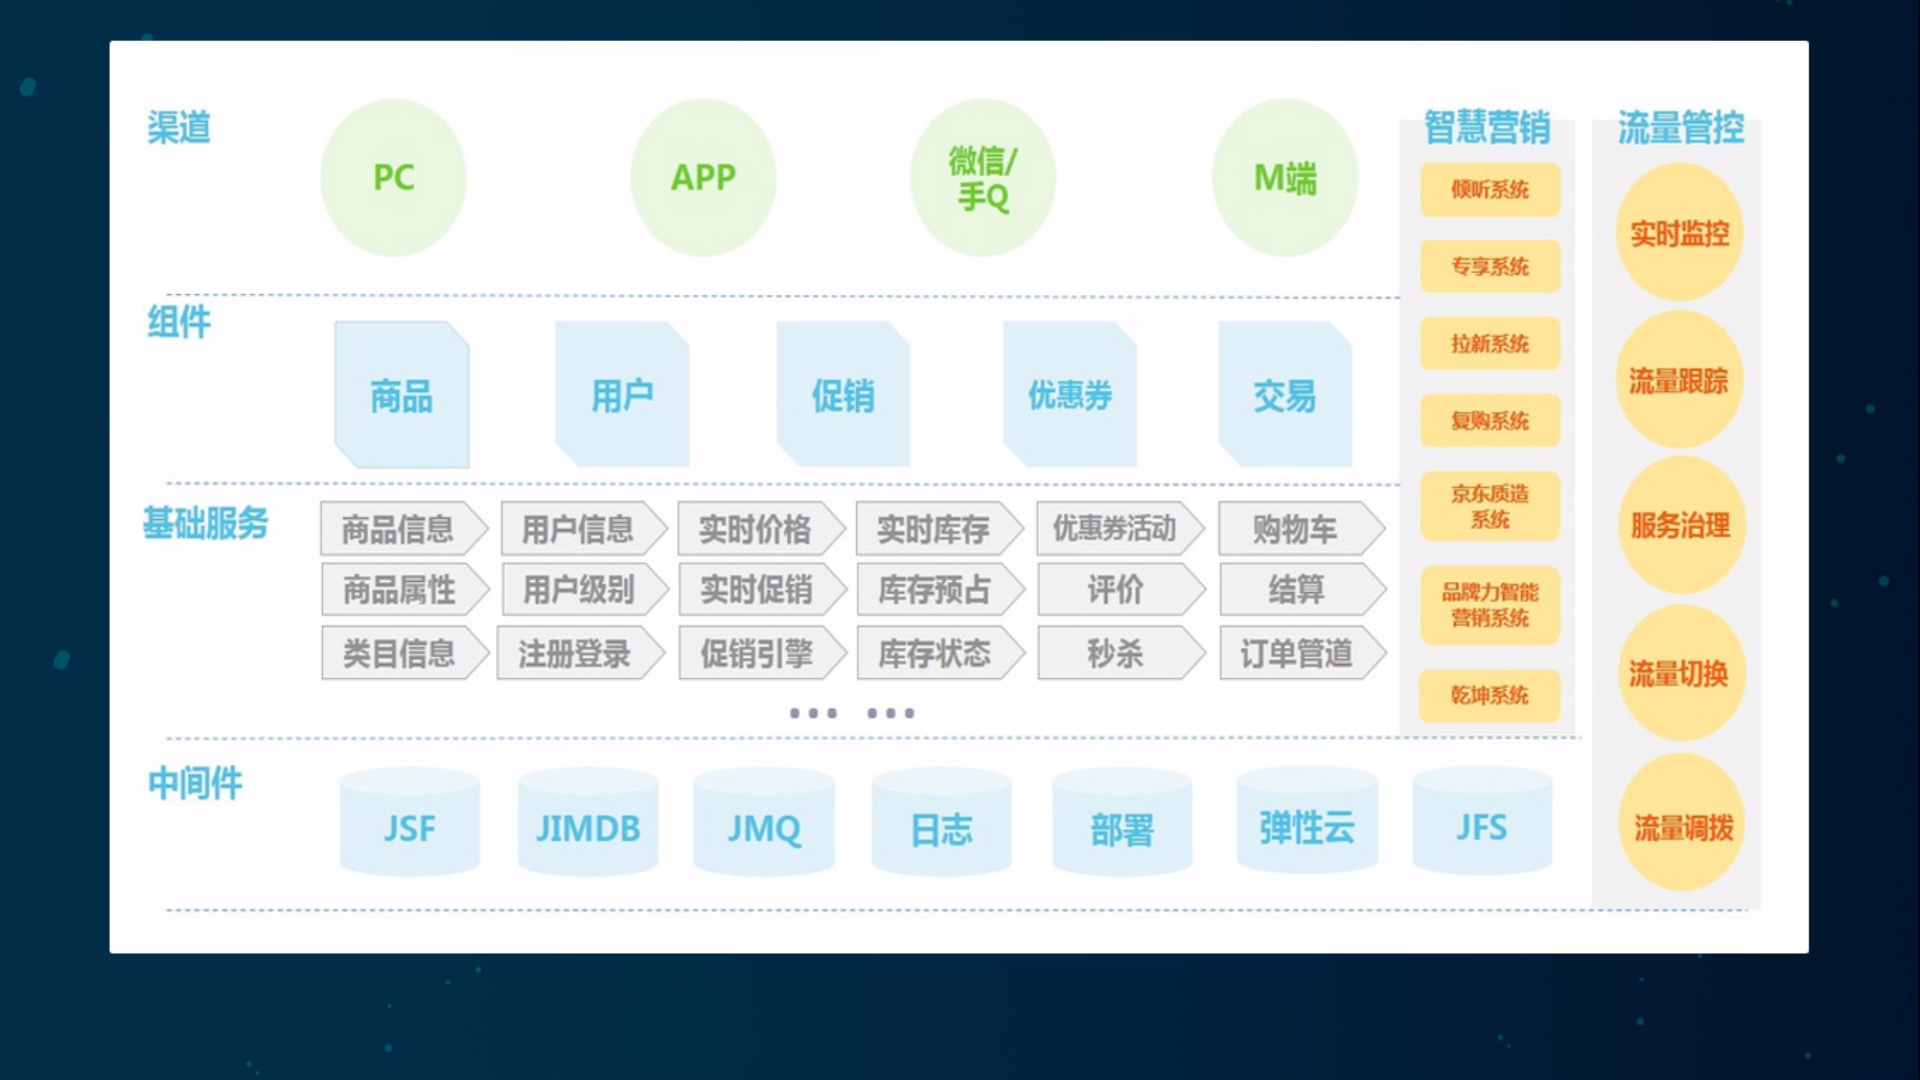 渠道
PC
APP
微信/
手Q
M端
组件
商品
用户
促销
优惠券
交易
基础服务
商品信息
用户信息
实时价格
实时库存
优惠券活动
购物车
商品属性
用户级别
实时促销
库存预占
评价
结算
类目信息
注册登录
促销引擎
库存状态
秒杀
订单管道
... ...
中间件
JSF
JIMDB
JMQ
日志
部署
弹性云
JFS
智慧营销
倾听系统
专享系统
拉新系统
复购系统
京东质造
系统
品牌力智能
营销系统
乾坤系统
流量管控
实时监控
流量跟踪
服务治理
流量切换
流量调拨